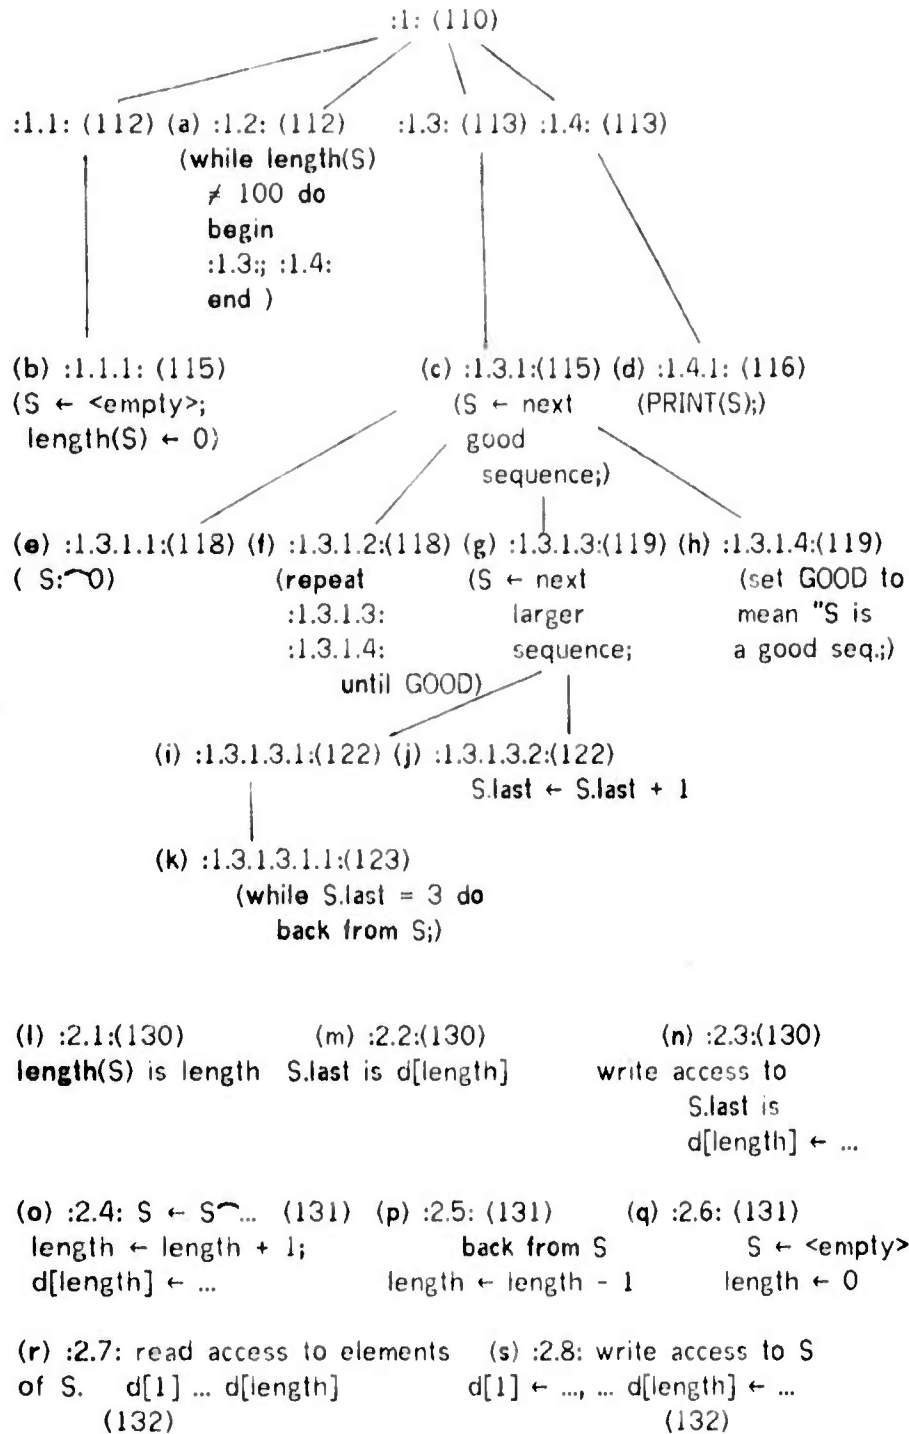 :1: (110)
:1.1: (112) (a) :1.2: (112) :1.3: (113) :1.4: (113)
(while length(S)
≠ 100 do
begin
:1.3:; :1.4:
end )
(b) :1.1.1: (115) (c) :1.3.1:(115) (d) :1.4.1: (116)
(S ← <empty>; (S ← next (PRINT(S);)
length(S) ← 0) good
sequence;)
(e) :1.3.1.1:(118) (f) :1.3.1.2:(118) (g) :1.3.1.3:(119) (h) :1.3.1.4:(119)
( S:⁀0) (repeat (S ← next (set GOOD to
:1.3.1.3: larger mean "S is
:1.3.1.4: sequence; a good seq.;)
until GOOD)
(i) :1.3.1.3.1:(122) (j) :1.3.1.3.2:(122)
S.last ← S.last + 1
(k) :1.3.1.3.1.1:(123)
(while S.last = 3 do
back from S;)
(l) :2.1:(130) (m) :2.2:(130) (n) :2.3:(130)
length(S) is length S.last is d[length] write access to
S.last is
d[length] ← ...
(o) :2.4: S ← S⁀... (131) (p) :2.5: (131) (q) :2.6: (131)
length ← length + 1; back from S S ← <empty>
d[length] ← ... length ← length - 1 length ← 0
(r) :2.7: read access to elements (s) :2.8: write access to S
of S. d[1] ... d[length] d[1] ← ..., ... d[length] ← ...
(132) (132)